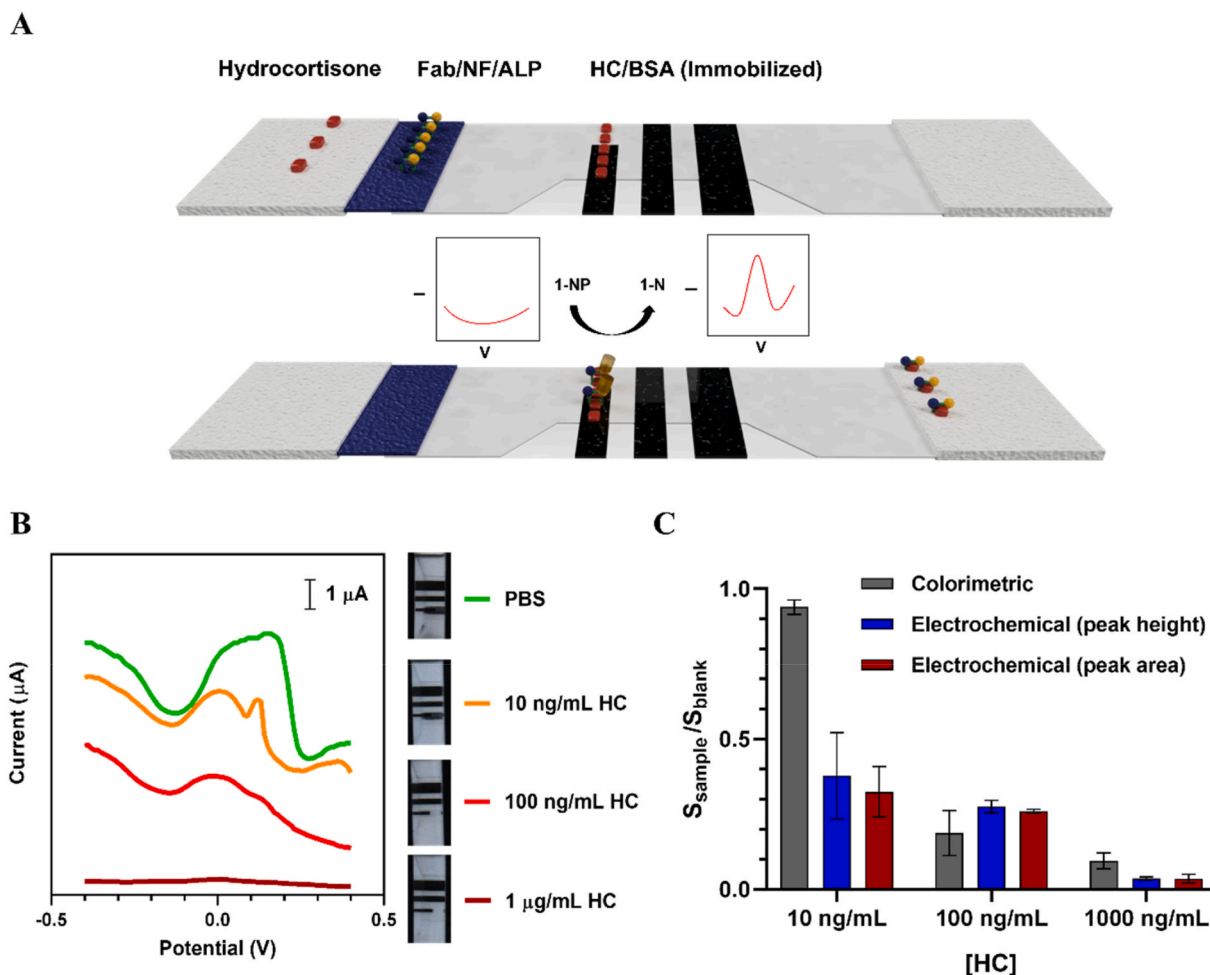 A
Hydrocortisone Fab/NF/ALP HC/BSA (Immobilized)
1-NP 1-N
– –
V V
B
Current (µA)
1 µA
PBS
10 ng/mL HC
100 ng/mL HC
1 µg/mL HC
-0.5 0.0 0.5
Potential (V)
C
Colorimetric
Electrochemical (peak height)
Electrochemical (peak area)
Ssample/Sblank
1.0
0.5
0.0
10 ng/mL 100 ng/mL 1000 ng/mL
[HC]